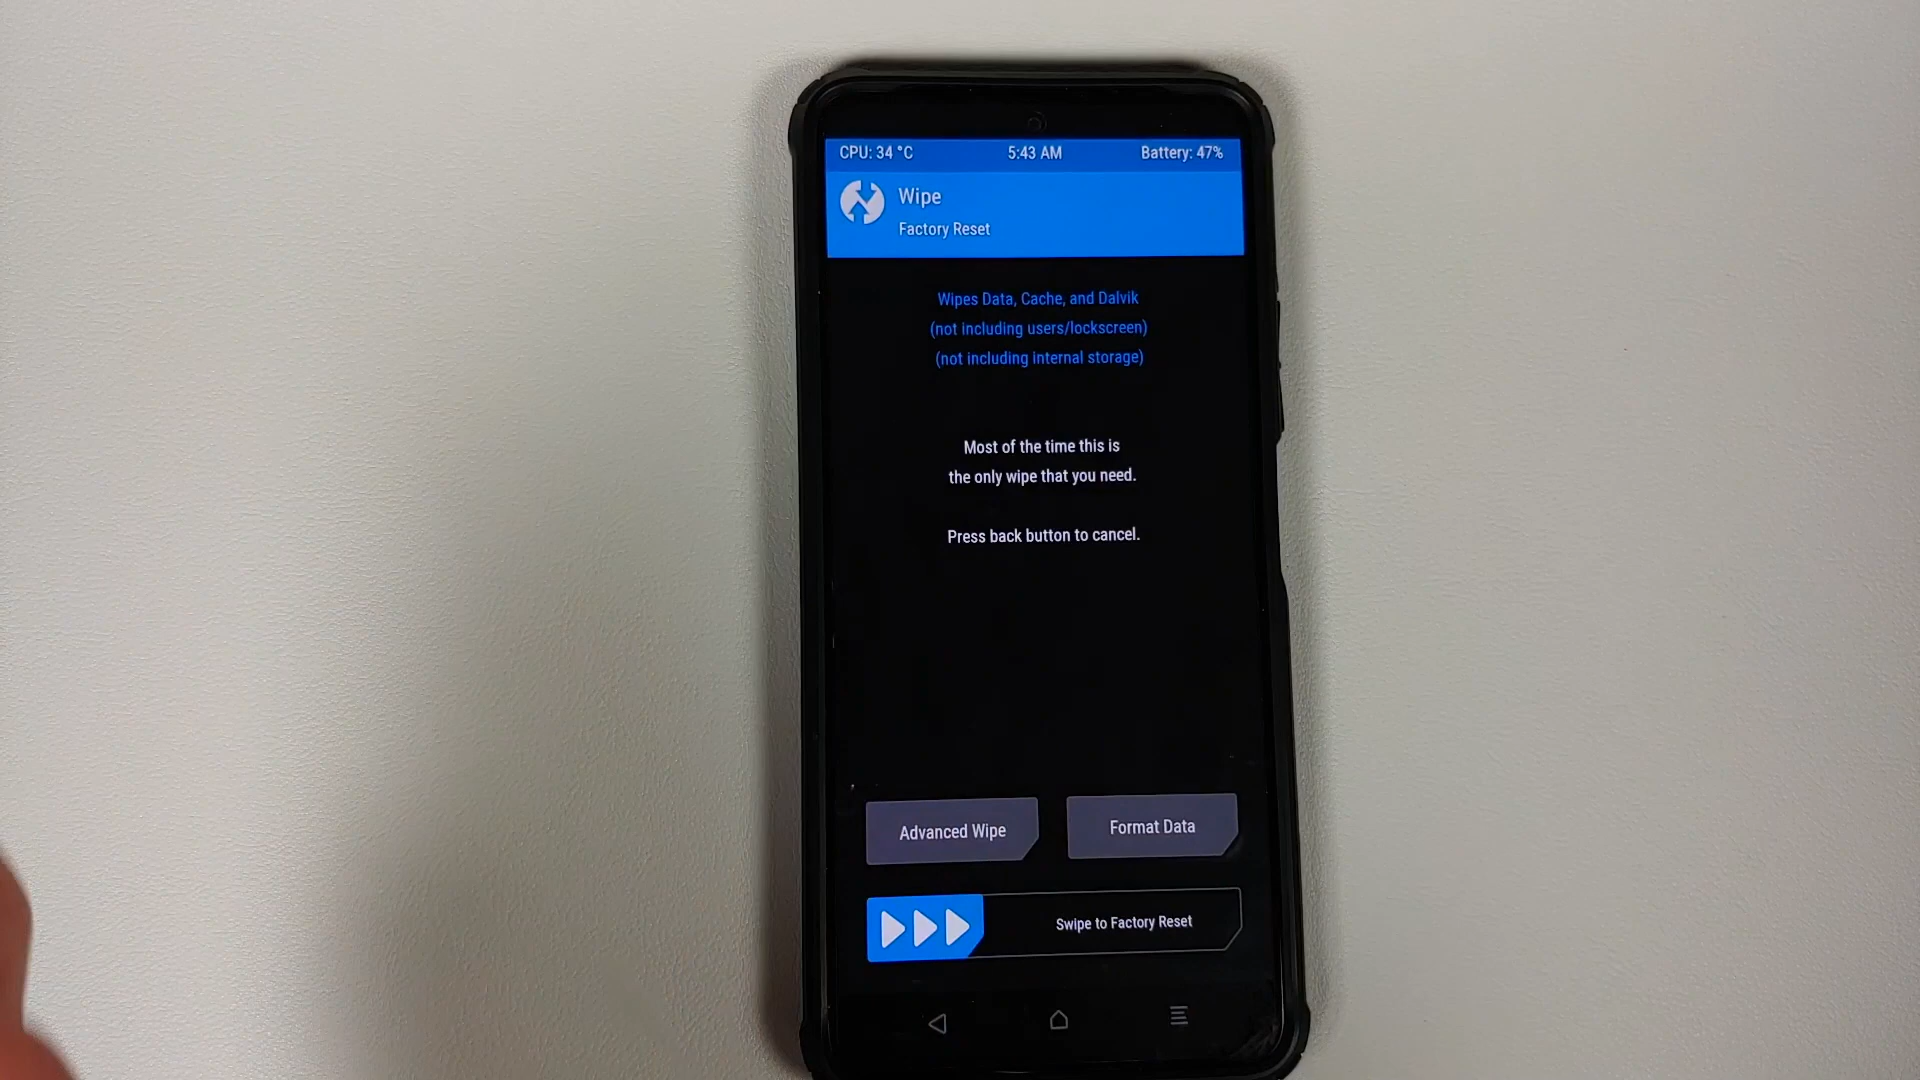 CPU: 34 °C 5:43 AM Battery: 47%
Wipe
Factory Reset
Wipes Data, Cache, and Dalvik
(not including users/lockscreen)
(not including internal storage)
Most of the time this is
the only wipe that you need.
Press back button to cancel.
Advanced Wipe Format Data
Swipe to Factory Reset